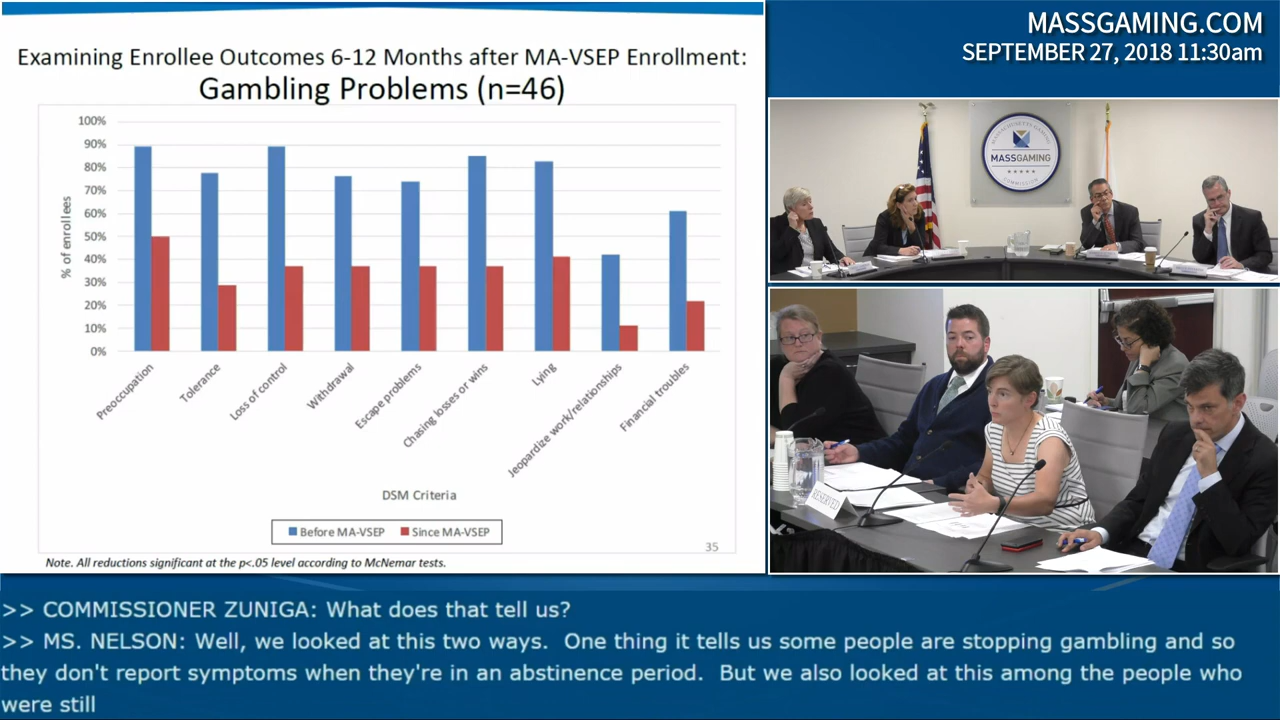 Examining Enrollee Outcomes 6-12 Months after MA-VSEP Enrollment:
Gambling Problems (n=46)
100%
90%
80%
70%
60%
50%
40%
30%
20%
10%
0%
% of enrollees
Preoccupation
Tolerance
Loss of control
Withdrawal
Escape problems
Chasing losses or wins
Lying
Jeopardize work/relationships
Financial troubles
DSM Criteria
Before MA-VSEP
Since MA-VSEP
35
Note. All reductions significant at the p<.05 level according to McNemar tests.
MASSGAMING.COM
SEPTEMBER 27, 2018 11:30am
MASSACHUSETTS GAMING
MASSGAMING
COMMISSION
RESERVED
>> COMMISSIONER ZUNIGA: What does that tell us?
>> MS. NELSON: Well, we looked at this two ways.  One thing it tells us some people are stopping gambling and so
they don't report symptoms when they're in an abstinence period.  But we also looked at this among the people who
were still